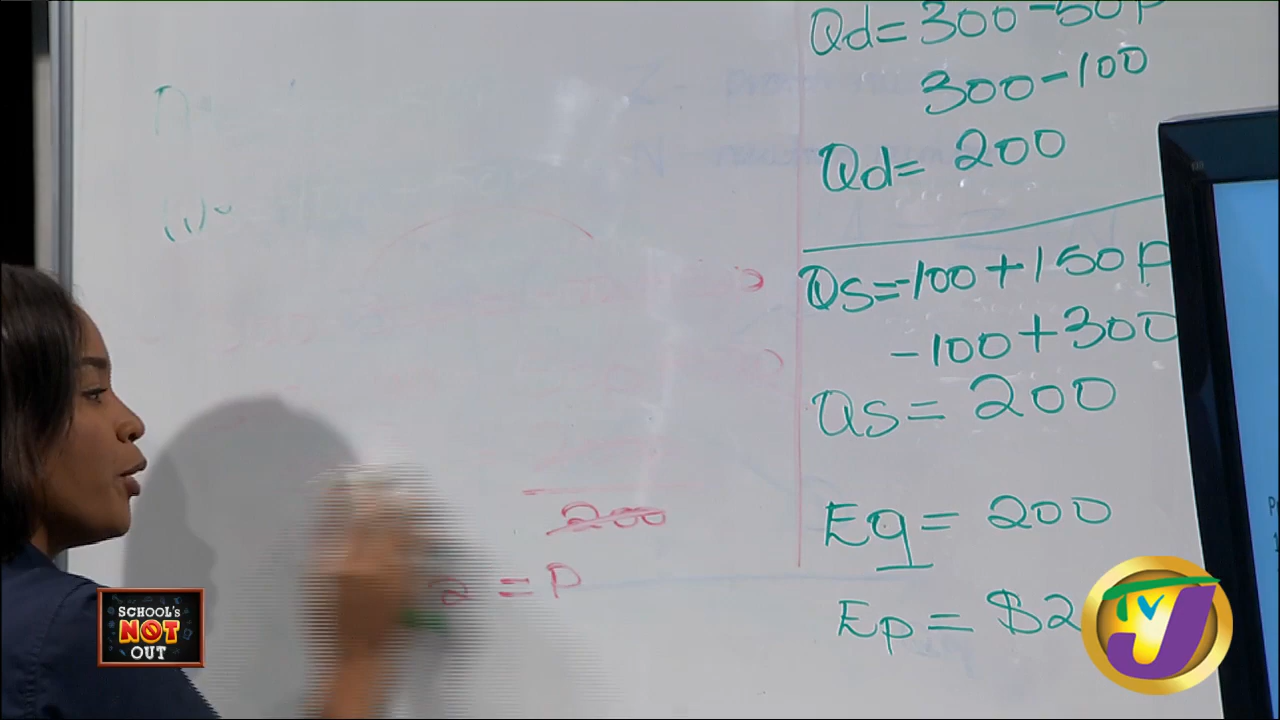 Qd=300-50P
300-100
Qd= 200
Qs=-100+150P
-100+300
Qs= 200
Eq= 200
Ep= $2
200
2 = P
SCHOOL'S
NOT
OUT
TVJ